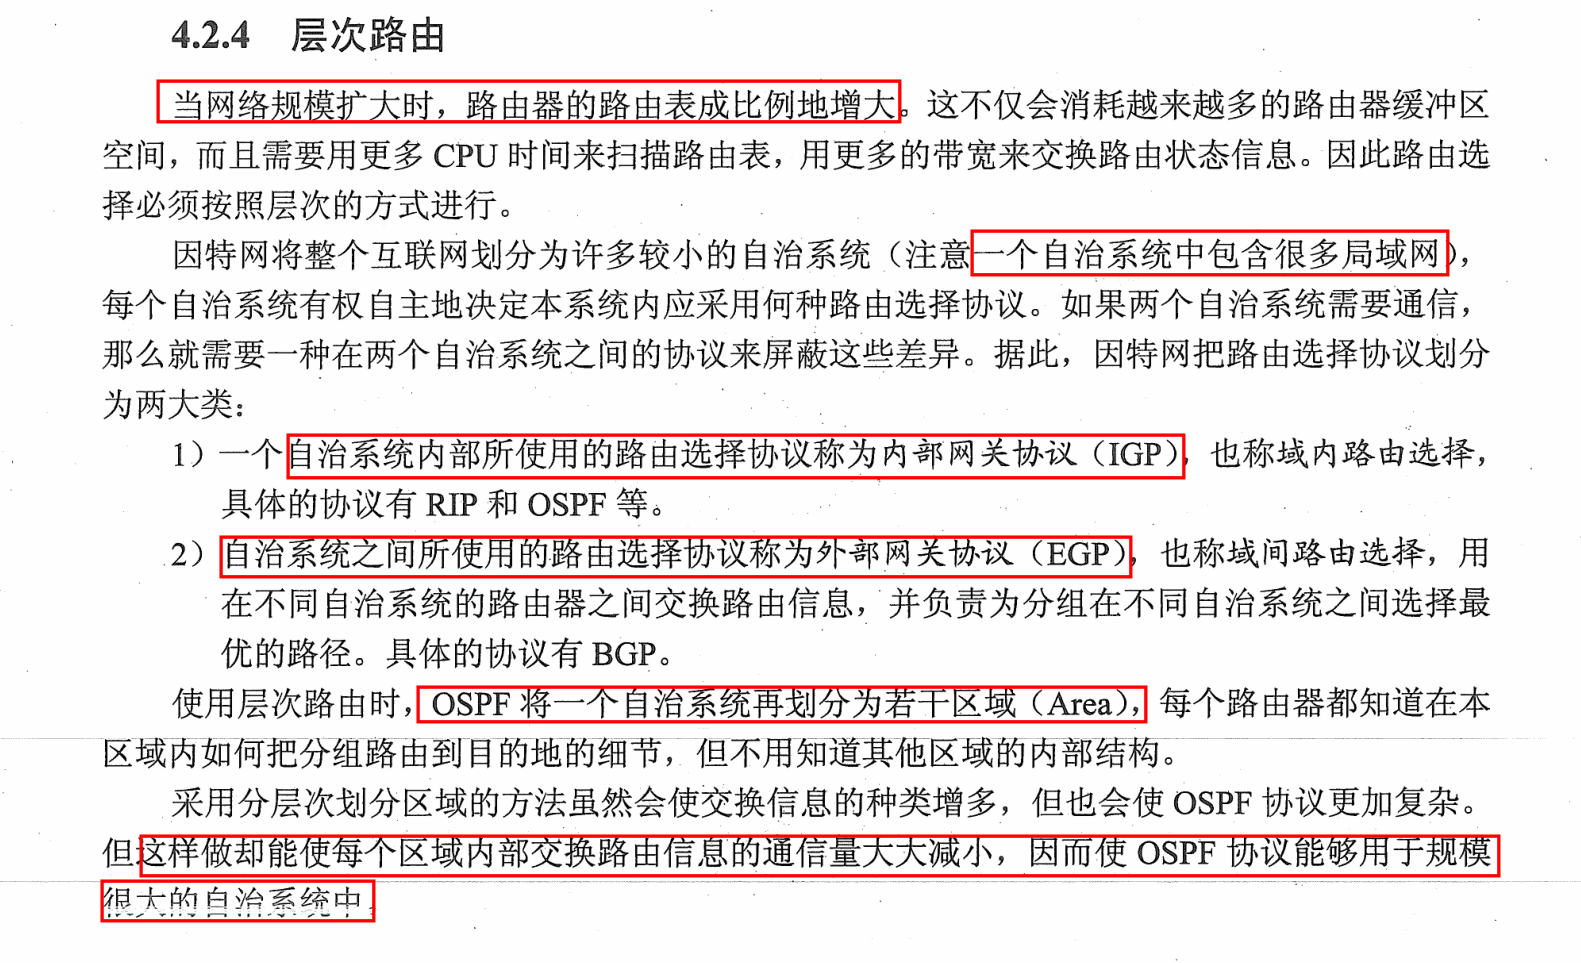 4.2.4 层次路由
当网络规模扩大时，路由器的路由表成比例地增大。这不仅会消耗越来越多的路由器缓冲区
空间，而且需要用更多 CPU 时间来扫描路由表，用更多的带宽来交换路由状态信息。因此路由选
择必须按照层次的方式进行。
因特网将整个互联网划分为许多较小的自治系统（注意一个自治系统中包含很多局域网），
每个自治系统有权自主地决定本系统内应采用何种路由选择协议。如果两个自治系统需要通信，
那么就需要一种在两个自治系统之间的协议来屏蔽这些差异。据此，因特网把路由选择协议划分
为两大类：
1）一个自治系统内部所使用的路由选择协议称为内部网关协议（IGP），也称域内路由选择，
具体的协议有 RIP 和 OSPF 等。
2）自治系统之间所使用的路由选择协议称为外部网关协议（EGP），也称域间路由选择，用
在不同自治系统的路由器之间交换路由信息，并负责为分组在不同自治系统之间选择最
优的路径。具体的协议有 BGP。
使用层次路由时，OSPF 将一个自治系统再划分为若干区域（Area），每个路由器都知道在本
区域内如何把分组路由到目的地的细节，但不用知道其他区域的内部结构。
采用分层次划分区域的方法虽然会使交换信息的种类增多，但也会使 OSPF 协议更加复杂。
但这样做却能使每个区域内部交换路由信息的通信量大大减小，因而使 OSPF 协议能够用于规模
很大的自治系统中。